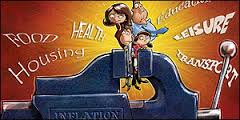 FOOD
HEALTH
education
LEISURE
Housing
TRANSPORT
INFLATION